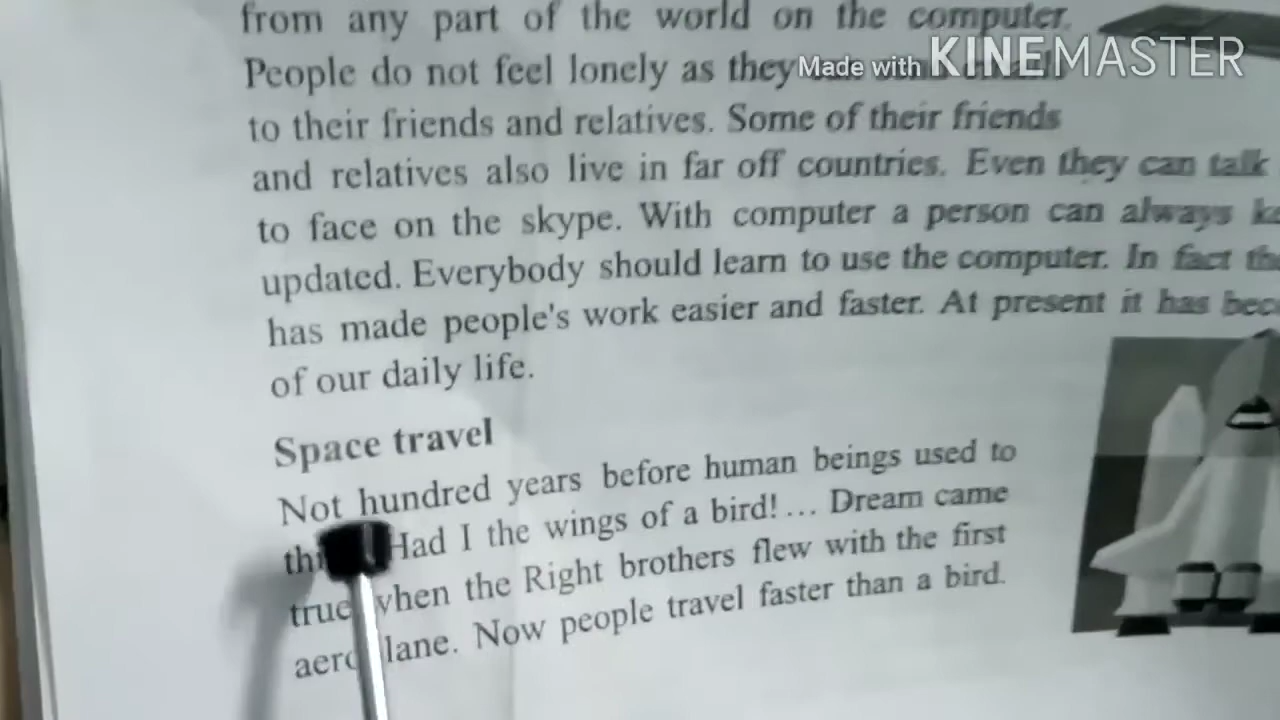 from any part of the world on the computer.
People do not feel lonely as they
Made with KINEMASTER
to their friends and relatives. Some of their friends
and relatives also live in far off countries. Even they can talk
to face on the skype. With computer a person can always
updated. Everybody should learn to use the computer. In fact
has made people's work easier and faster. At present it has
of our daily life.
Space travel
Not hundred years before human beings used to
Had I the wings of a bird!... Dream came
true when the Right brothers flew with the first
lane. Now people travel faster than a bird.